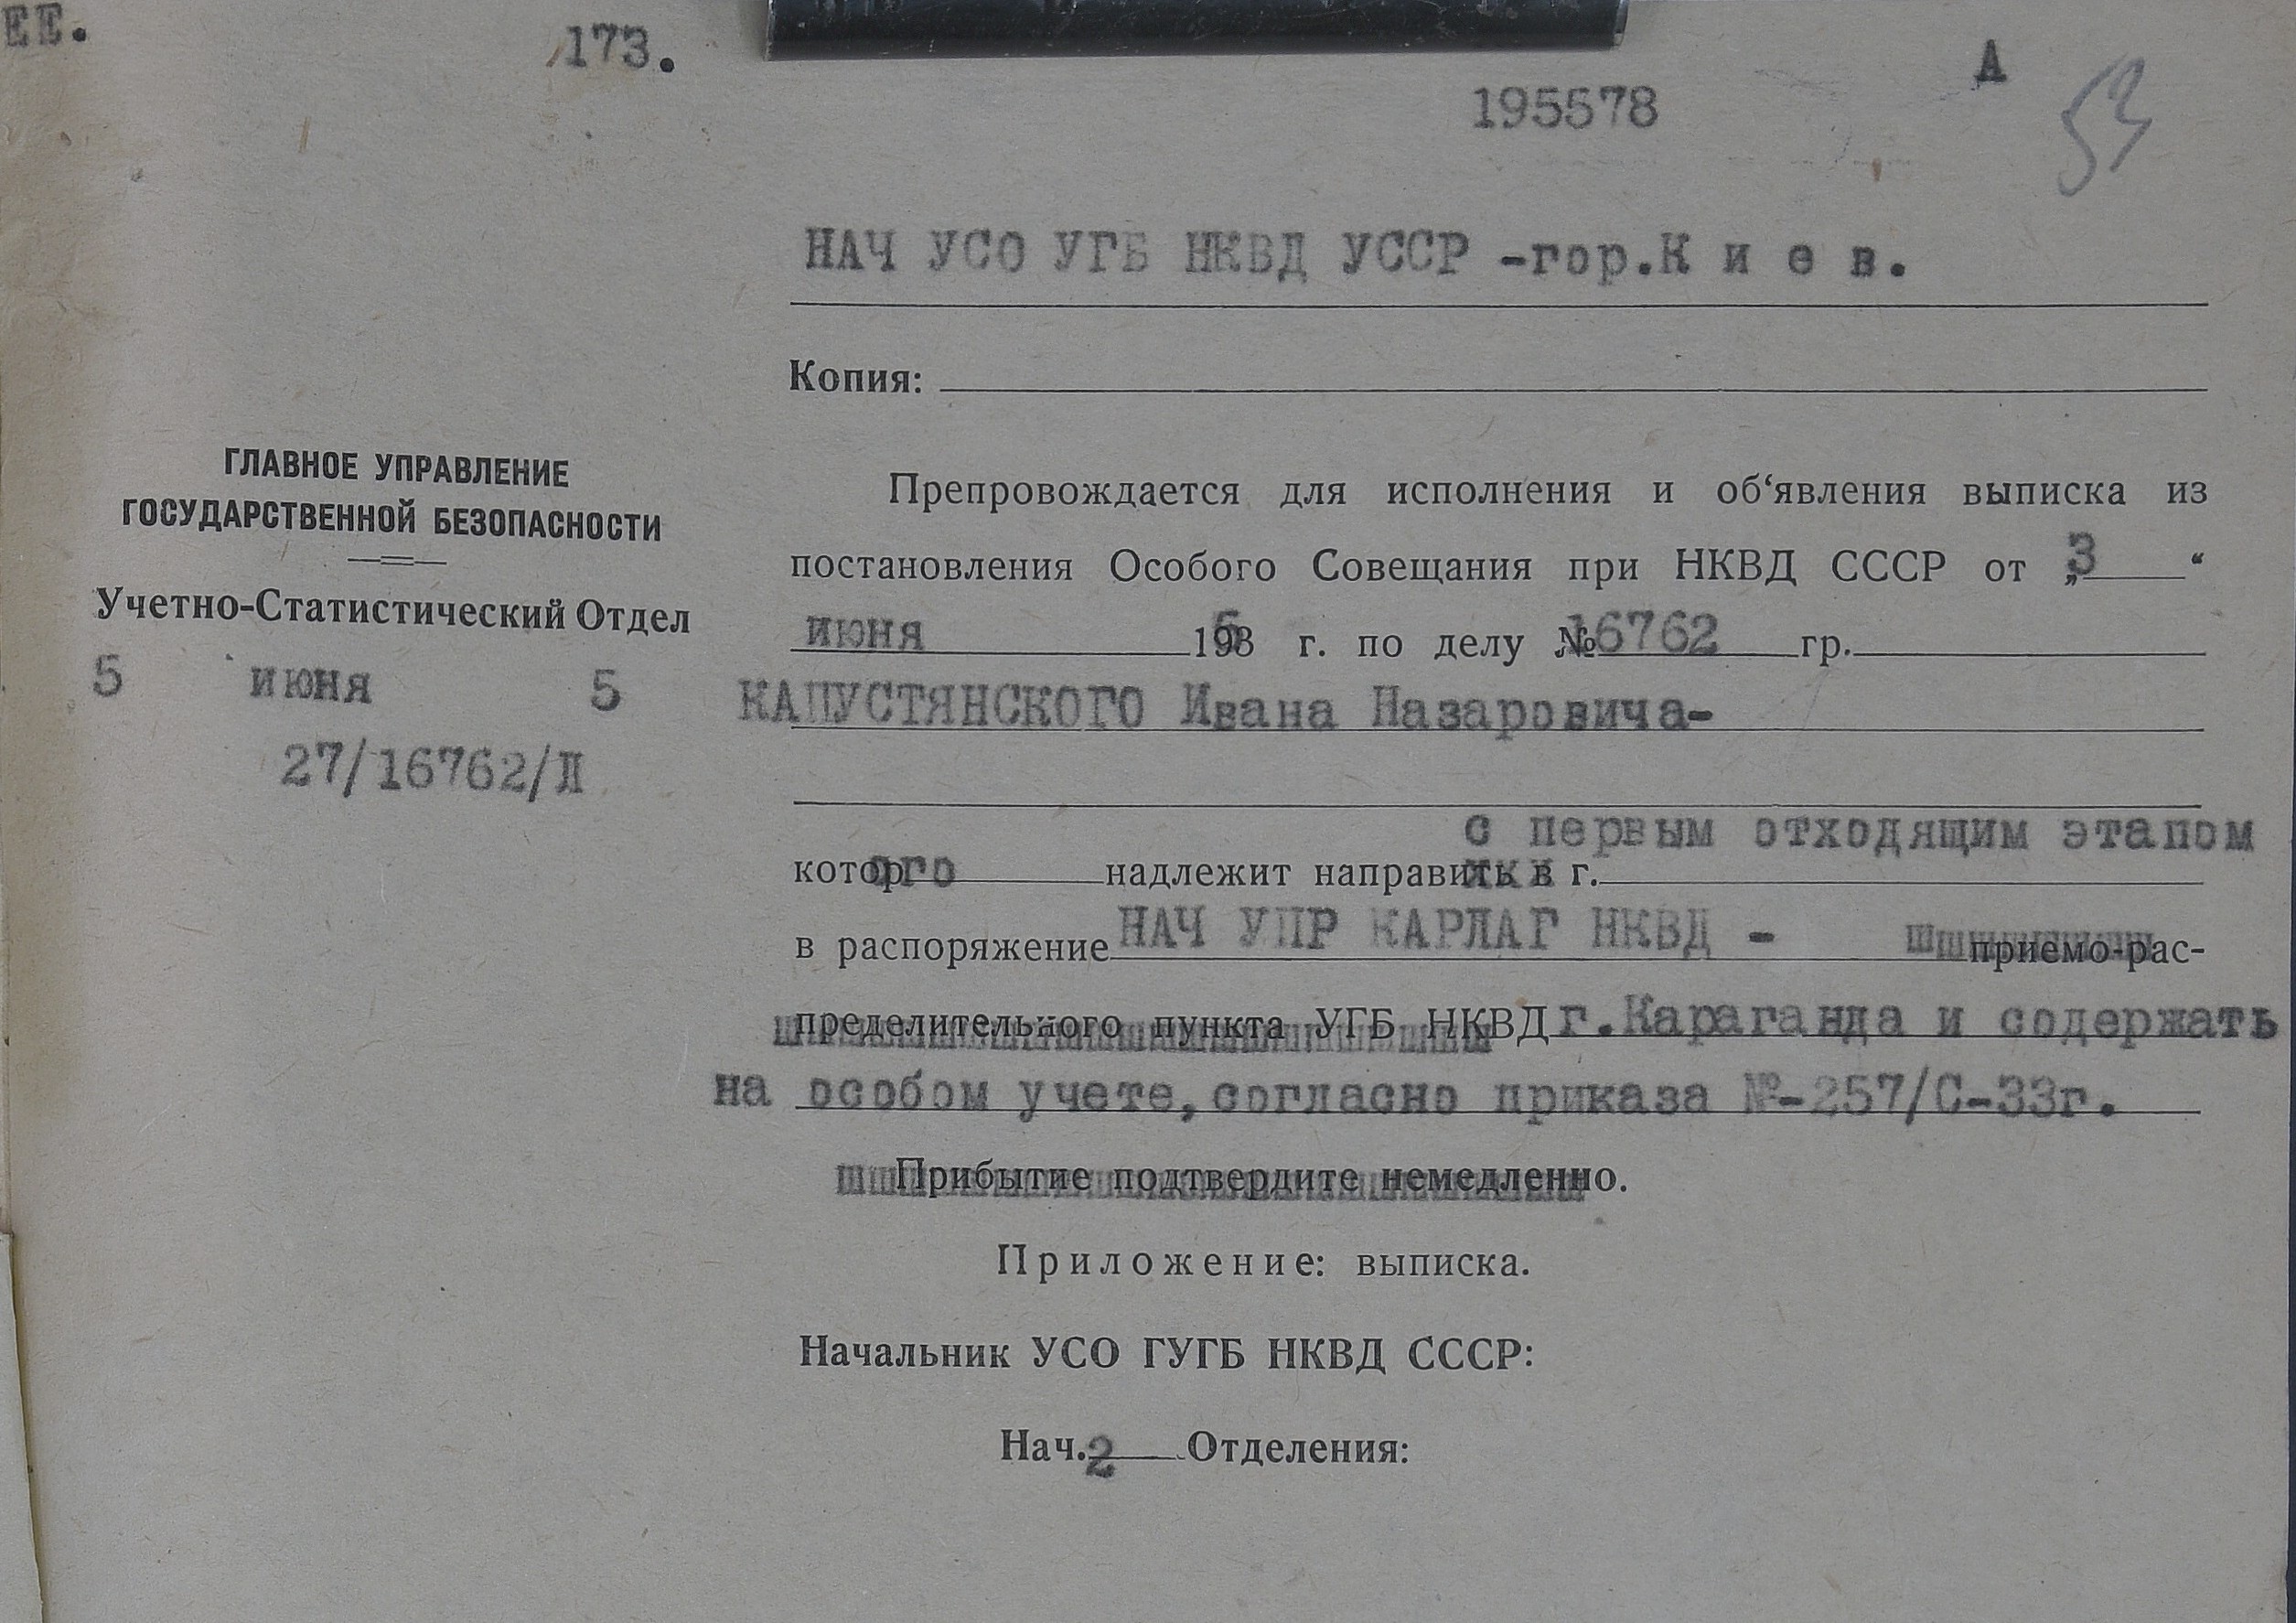 ЕЕ.
173.
А
195578
53
НАЧ УСО УГБ НКВД УССР -гор.К и е в.
Копия:
ГЛАВНОЕ УПРАВЛЕНИЕ
ГОСУДАРСТВЕННОЙ БЕЗОПАСНОСТИ
Учетно-Статистический Отдел
5 июня 5
27/16762/Л
Препровождается для исполнения и об‘явления выписка из
постановления Особого Совещания при НКВД СССР от „3“
июня 1935 г. по делу №16762 гр.
КАПУСТЯНСКОГО Ивана Назаровича-
с первым отходящим этапом
которого надлежит направить в г.
в распоряжение НАЧ УПР КАРЛАГ НКВД - приемо-рас-
пределительного пункта УГБ НКВД г.Караганда и содержать
на особом учете,согласно приказа №-257/С-33г.
Прибытие подтвердите немедленно.
Приложение: выписка.
Начальник УСО ГУГБ НКВД СССР:
Нач.2 Отделения: